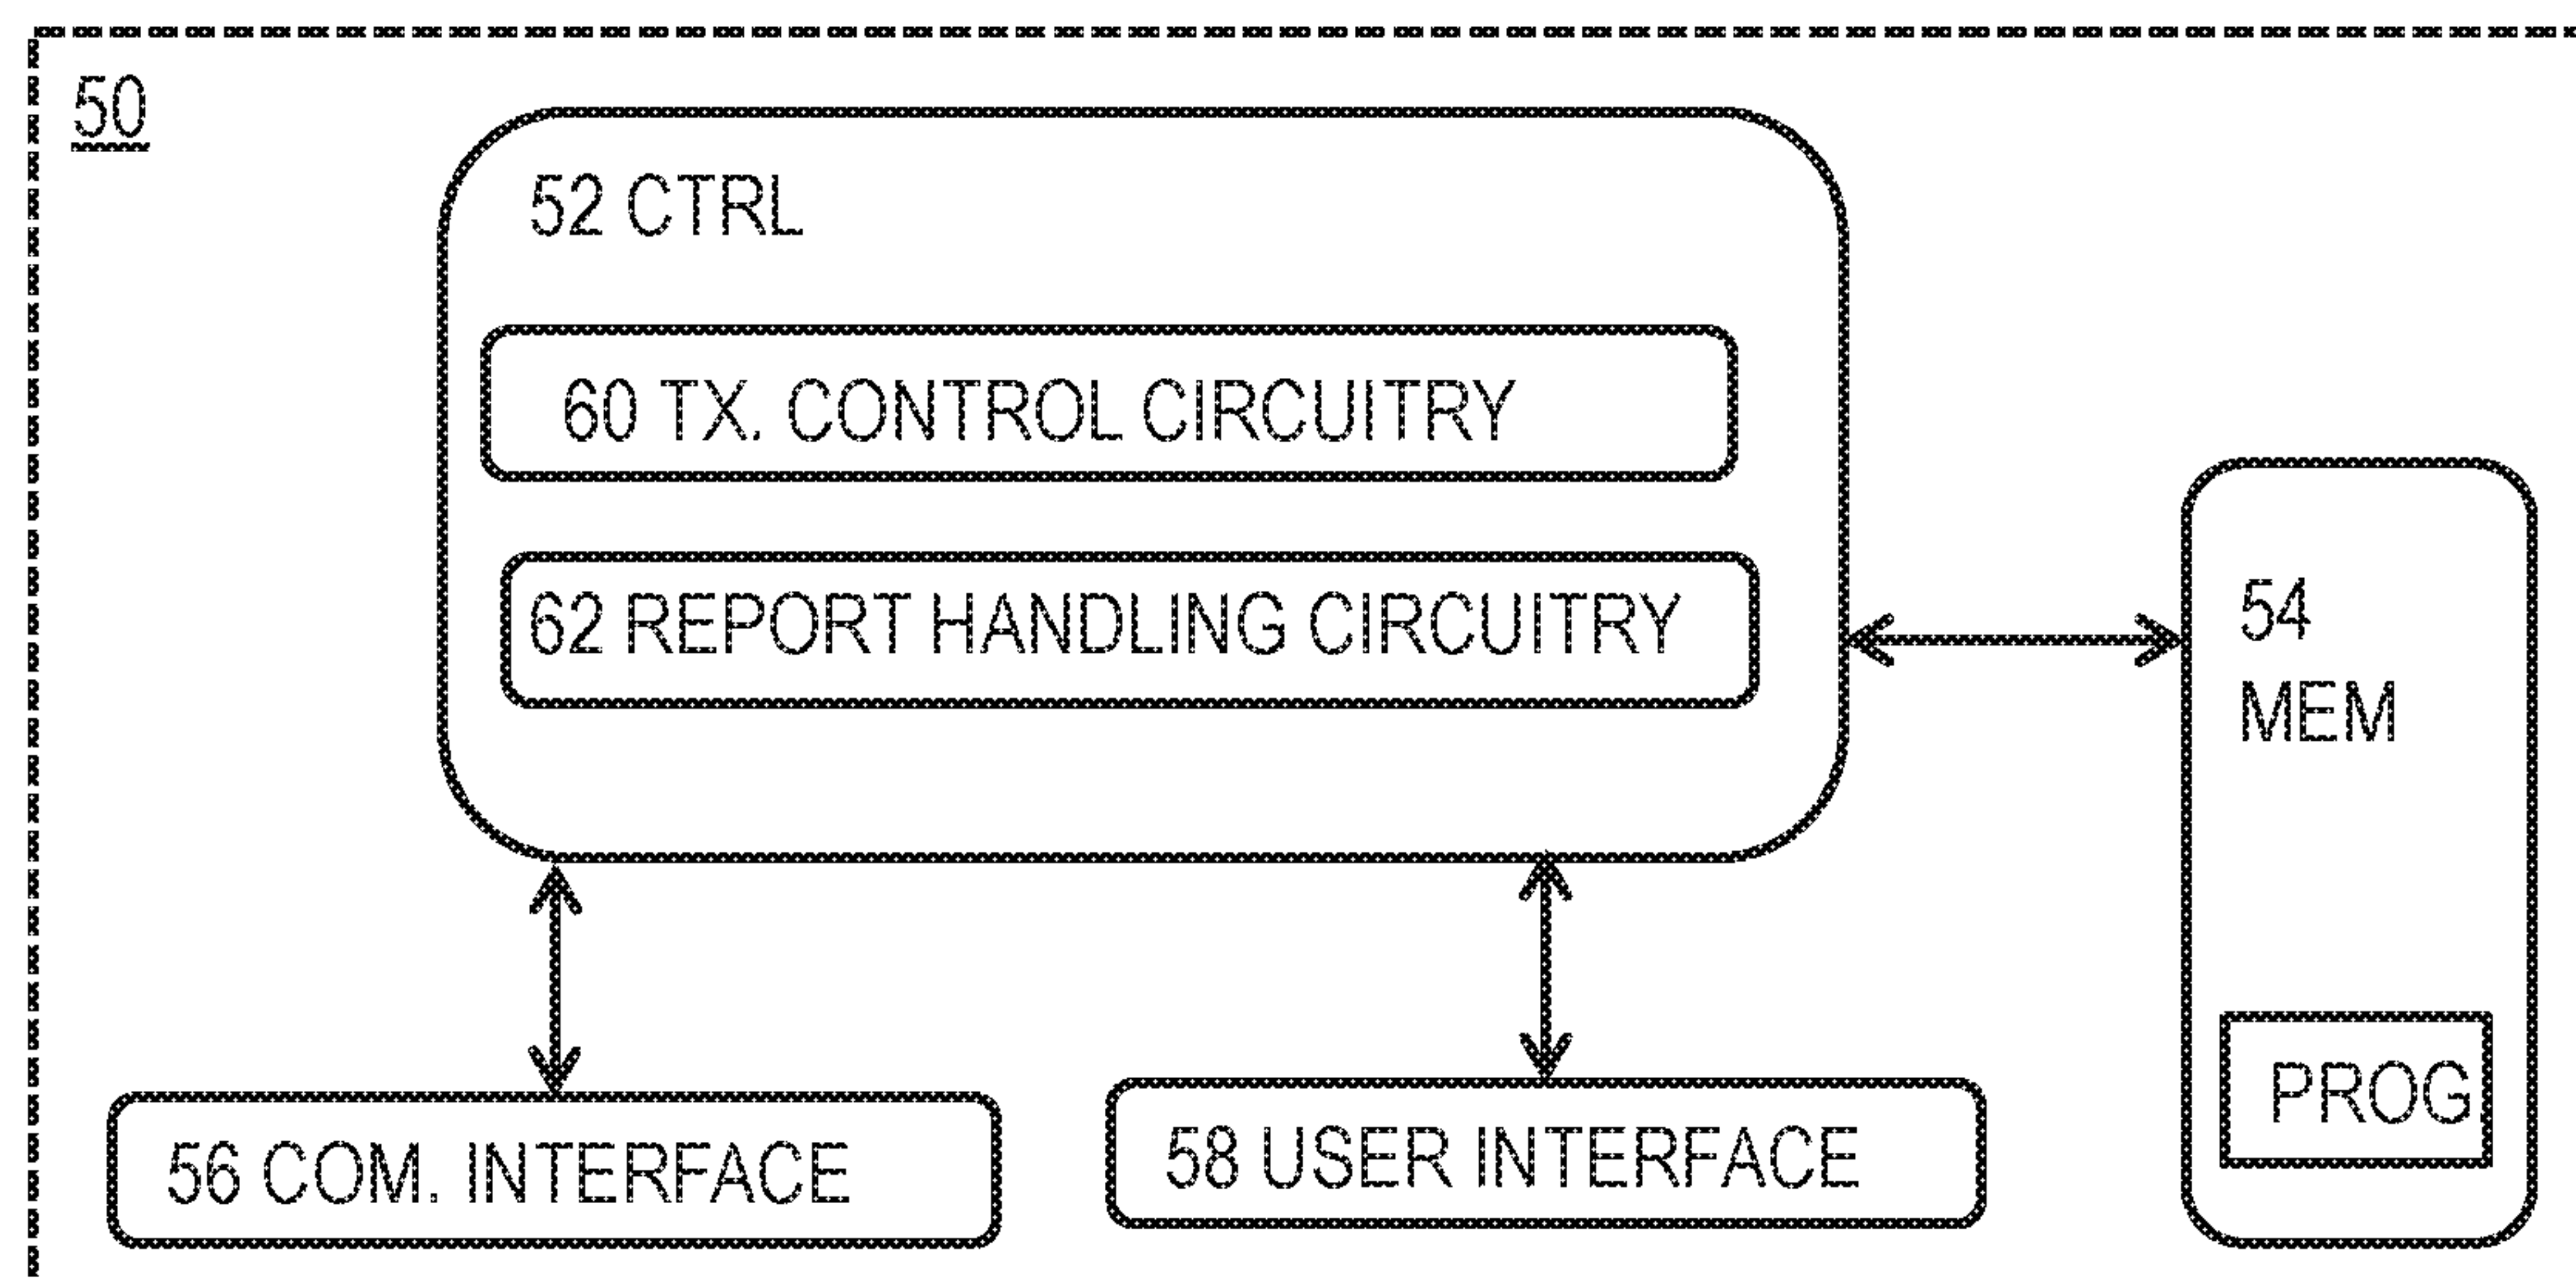 50
52 CTRL
60 TX. CONTROL CIRCUITRY
62 REPORT HANDLING CIRCUITRY
54
MEM
PROG
56 COM. INTERFACE
58 USER INTERFACE